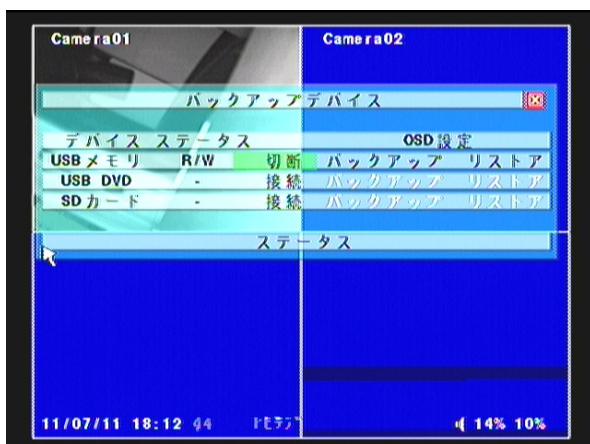 Camera01 Camera02
バックアップデバイス
デバイス ステータス OSD設定
USBメモリ R/W 切断 バックアップ リストア
USB DVD - 接続 バックアップ リストア
SDカード - 接続 バックアップ リストア
ステータス
11/07/11 18:12 44 14% 10%